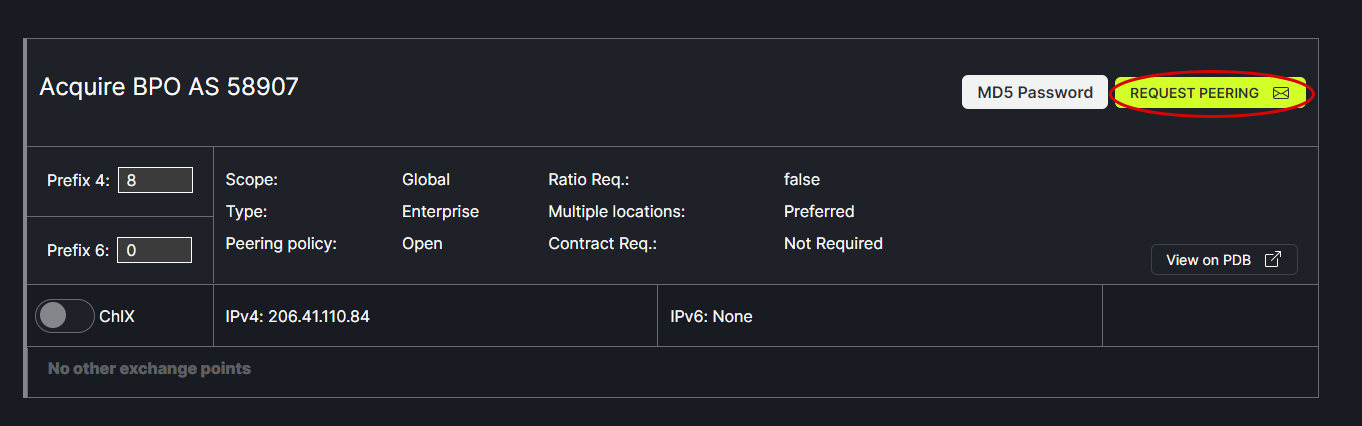 Acquire BPO AS 58907
MD5 Password
REQUEST PEERING
Prefix 4: 8
Scope: Global Ratio Req.: false
Type: Enterprise Multiple locations: Preferred
Prefix 6: 0
Peering policy: Open Contract Req.: Not Required
View on PDB
ChIX IPv4: 206.41.110.84 IPv6: None
No other exchange points